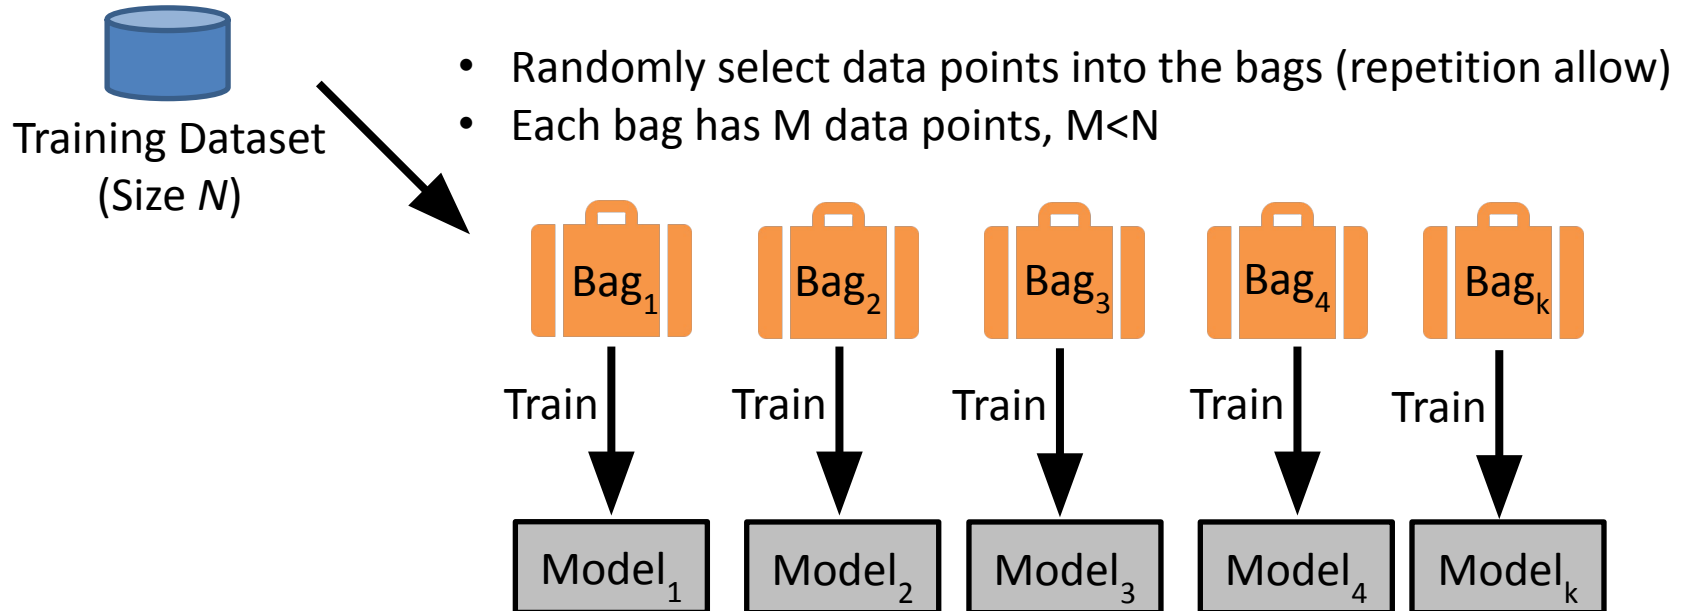 • Randomly select data points into the bags (repetition allow)
• Each bag has M data points, M<N
Training Dataset
(Size N)
Bag₁ Bag₂ Bag₃ Bag₄ Bagₖ
Train Train Train Train Train
Model₁ Model₂ Model₃ Model₄ Modelₖ